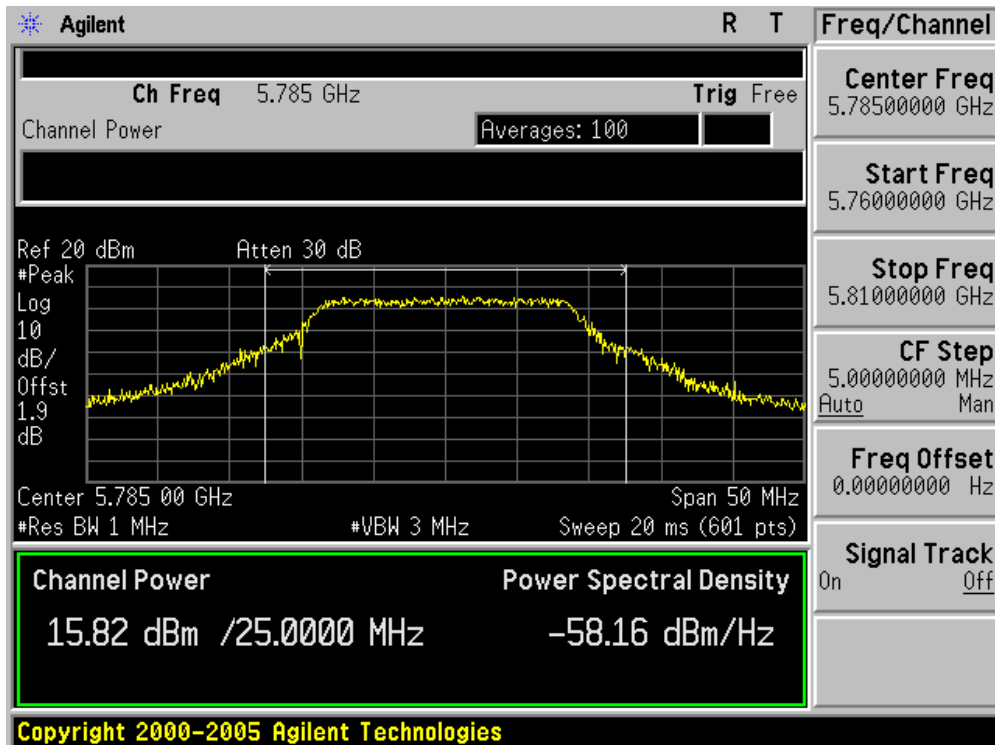 Agilent R T
Ch Freq 5.785 GHz Trig Free
Channel Power Averages: 100
Ref 20 dBm Atten 30 dB
#Peak
Log
10
dB/
Offst
1.9
dB
Center 5.785 00 GHz Span 50 MHz
#Res BW 1 MHz #VBW 3 MHz Sweep 20 ms (601 pts)
Channel Power Power Spectral Density
15.82 dBm /25.0000 MHz -58.16 dBm/Hz
Copyright 2000-2005 Agilent Technologies
Freq/Channel
Center Freq
5.78500000 GHz
Start Freq
5.76000000 GHz
Stop Freq
5.81000000 GHz
CF Step
5.00000000 MHz
Auto Man
Freq Offset
0.00000000 Hz
Signal Track
On Off